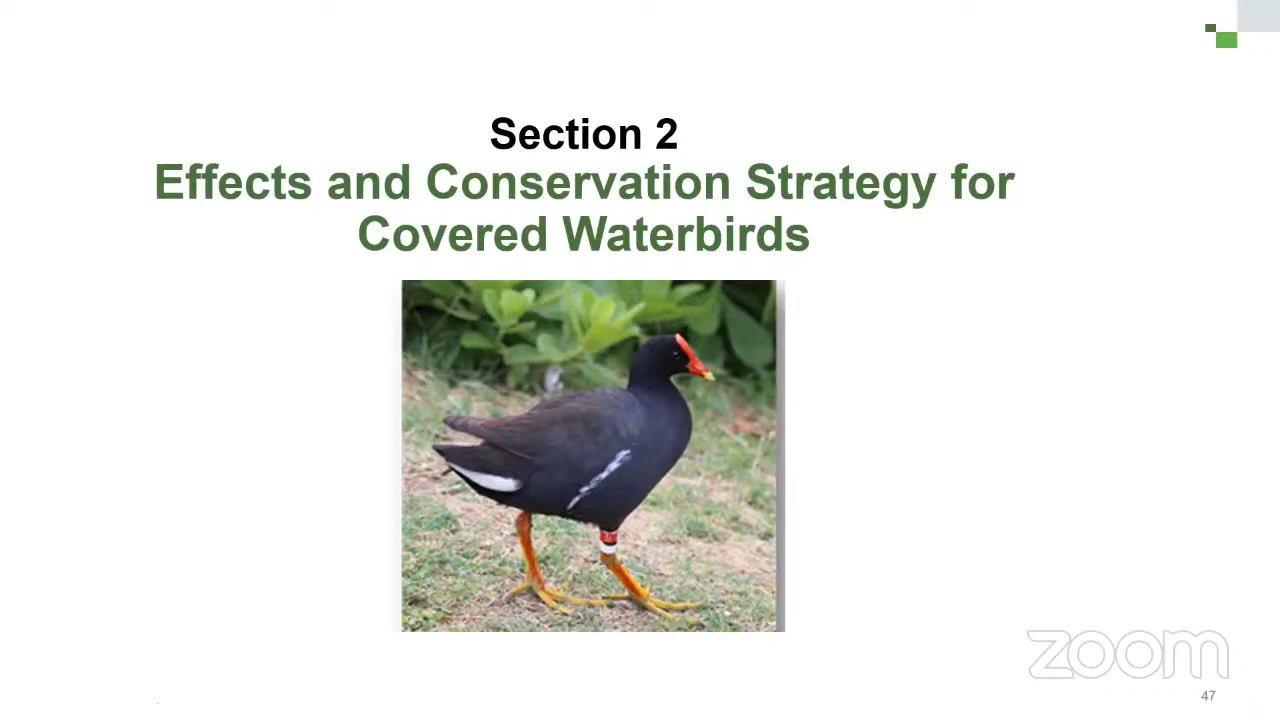 Section 2
Effects and Conservation Strategy for
Covered Waterbirds
zoom
47